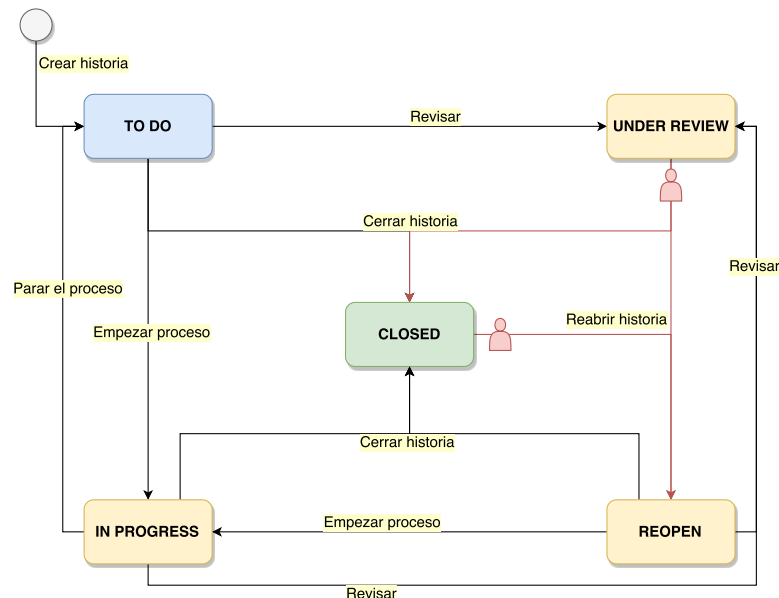 Crear historia
TO DO
Revisar
UNDER REVIEW
Cerrar historia
Revisar
Parar el proceso
Reabrir historia
Empezar proceso
CLOSED
Cerrar historia
Empezar proceso
IN PROGRESS
REOPEN
Revisar